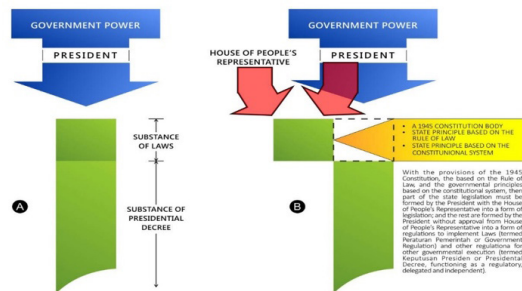 GOVERNMENT POWER
PRESIDENT
SUBSTANCE
OF LAWS
SUBSTANCE OF
PRESIDENTIAL
DECREE
A
GOVERNMENT POWER
HOUSE OF PEOPLE'S
REPRESENTATIVE
PRESIDENT
• A 1945 CONSTITUTION BODY
• STATE PRINCIPLE BASED ON THE
RULE OF LAW
• STATE PRINCIPLE BASED ON THE
CONSTITUNIONAL SYSTEM
B
With the provisions of the 1945
Constitution, the based on the Rule of
Law, and the governmental principles
based on the constitutional system, then
part of the state legislation must be
formed by the President with the House
of People's Representative into a form of
legislation; and the rest are formed by the
President without approval from House
of People's Representative into a form of
regulations to implement Laws (termed
Peraturan Pemerintah or Government
Regulation) and other regulationa for
other governmental execution (termed
Keputusan Presiden or Presidental
Decree, functioning as a regulatory,
delegated and independent).